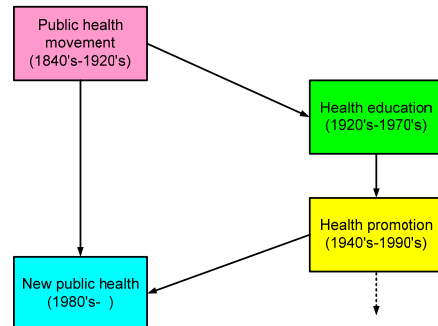 Public health
movement
(1840's-1920's)
Health education
(1920's-1970's)
Health promotion
(1940's-1990's)
New public health
(1980's- )